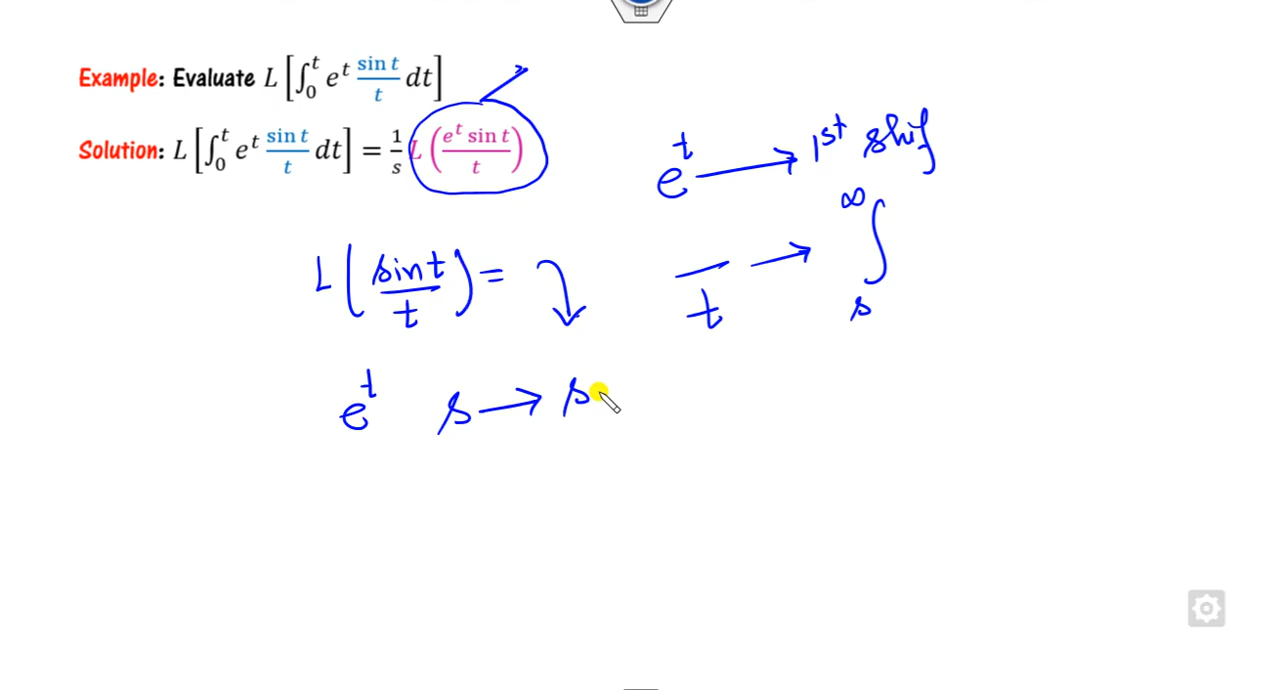 Example: Evaluate L[∫₀ᵗ eᵗ (sin t / t) dt]
Solution: L[∫₀ᵗ eᵗ (sin t / t) dt] = 1/s L(eᵗ sin t / t)
eᵗ → 1st shif
L(sin t / t) =
— / t → ∫ₛ^∞
eᵗ s → s